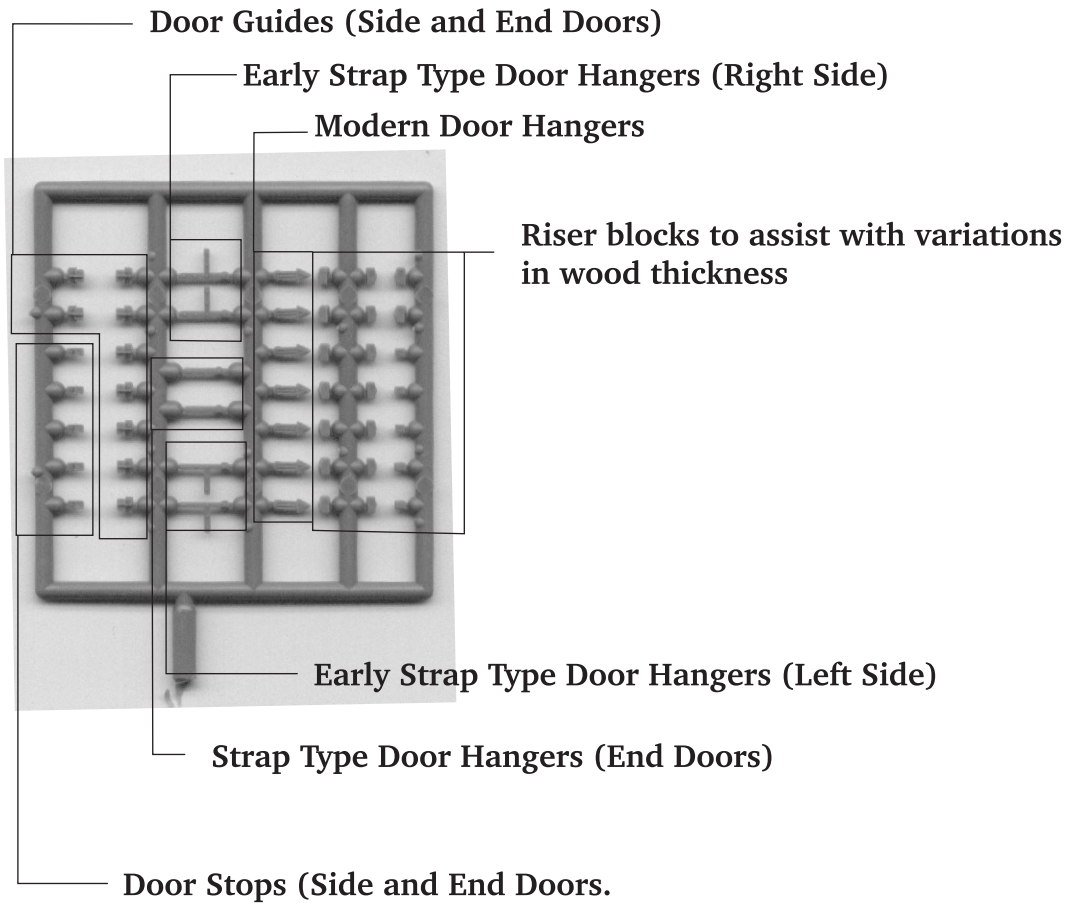 Door Guides (Side and End Doors)
Early Strap Type Door Hangers (Right Side)
Modern Door Hangers
Riser blocks to assist with variations
in wood thickness
Early Strap Type Door Hangers (Left Side)
Strap Type Door Hangers (End Doors)
Door Stops (Side and End Doors.